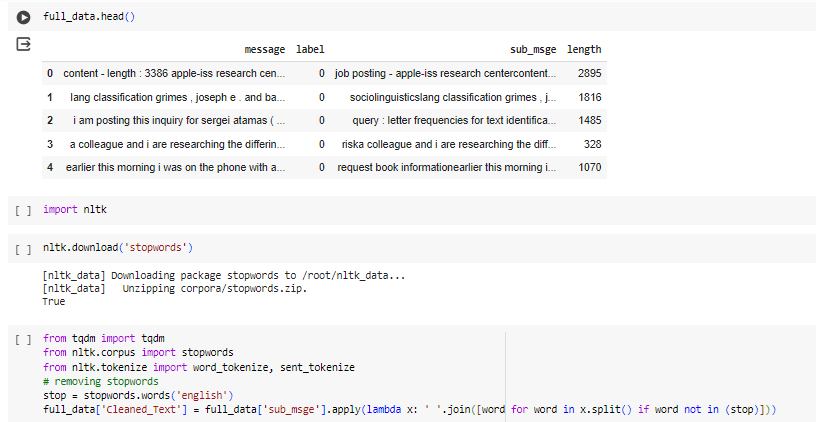 full_data.head()
message label sub_msge length
0 content - length : 3386 apple-iss research cen... 0 job posting - apple-iss research centercontent... 2895
1 lang classification grimes , joseph e . and ba... 0 sociolinguisticslang classification grimes , j... 1816
2 i am posting this inquiry for sergei atamas ( ... 0 query : letter frequencies for text identifica... 1485
3 a colleague and i are researching the differin... 0 riska colleague and i are researching the diff... 328
4 earlier this morning i was on the phone with a... 0 request book informationearlier this morning i... 1070
[ ] import nltk
[ ] nltk.download('stopwords')
[nltk_data] Downloading package stopwords to /root/nltk_data...
[nltk_data]   Unzipping corpora/stopwords.zip.
True
[ ] from tqdm import tqdm
from nltk.corpus import stopwords
from nltk.tokenize import word_tokenize, sent_tokenize
# removing stopwords
stop = stopwords.words('english')
full_data['Cleaned_Text'] = full_data['sub_msge'].apply(lambda x: ' '.join([word for word in x.split() if word not in (stop)]))